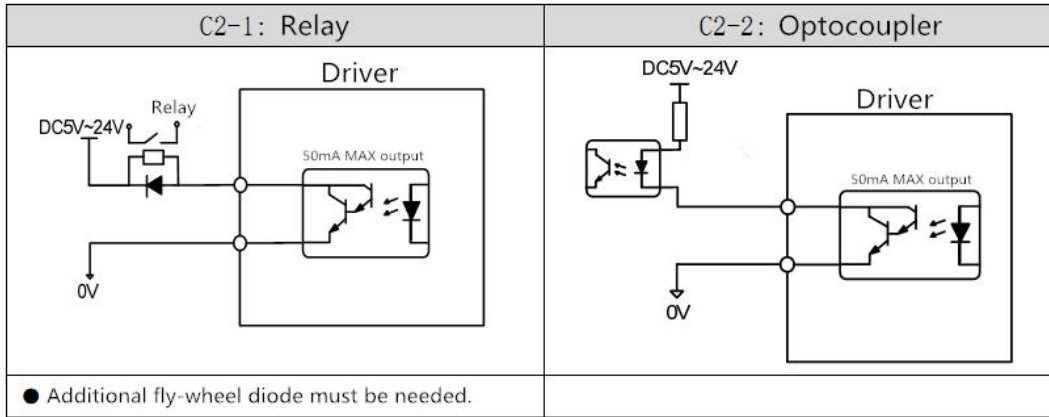 C2-1: Relay
C2-2: Optocoupler
Driver
Relay
DC5V~24V
50mA MAX output
0V
DC5V~24V
Driver
50mA MAX output
0V
● Additional fly-wheel diode must be needed.